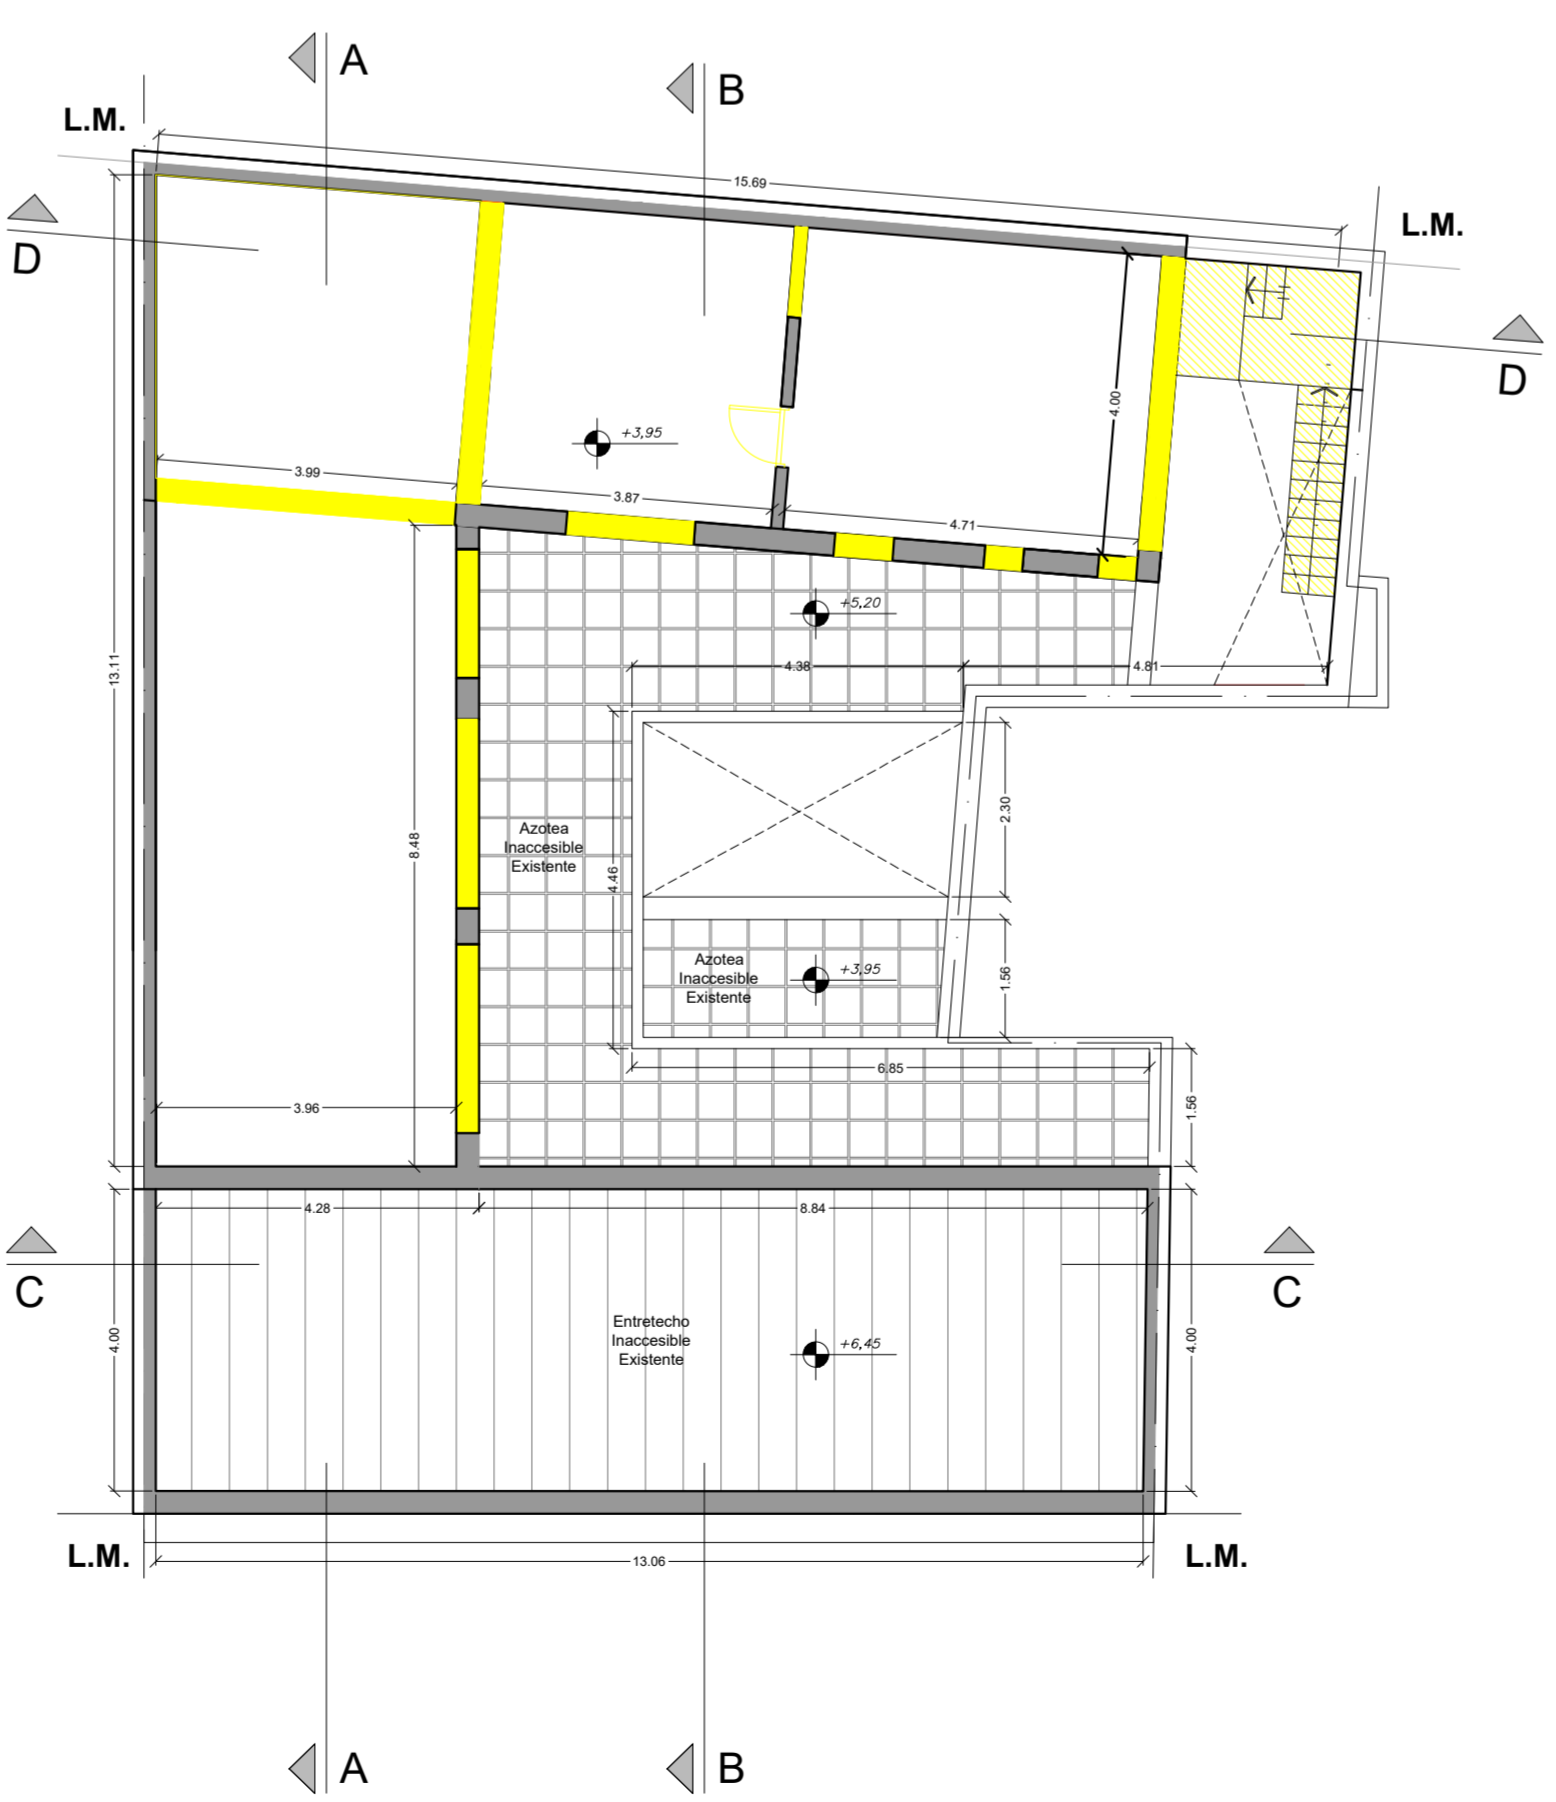 A
B
L.M.
15.69
L.M.
D
D
4.00
+3,95
3.99
3.87
4.71
+5,20
4.38
4.81
13.11
2.30
8.48
4.46
Azotea
Inaccesible
Existente
Azotea
Inaccesible
Existente
+3,95
1.56
6.85
3.96
1.56
4.28
8.84
C
C
4.00
Entretecho
Inaccesible
Existente
+6,45
4.00
L.M.
13.06
L.M.
A
B